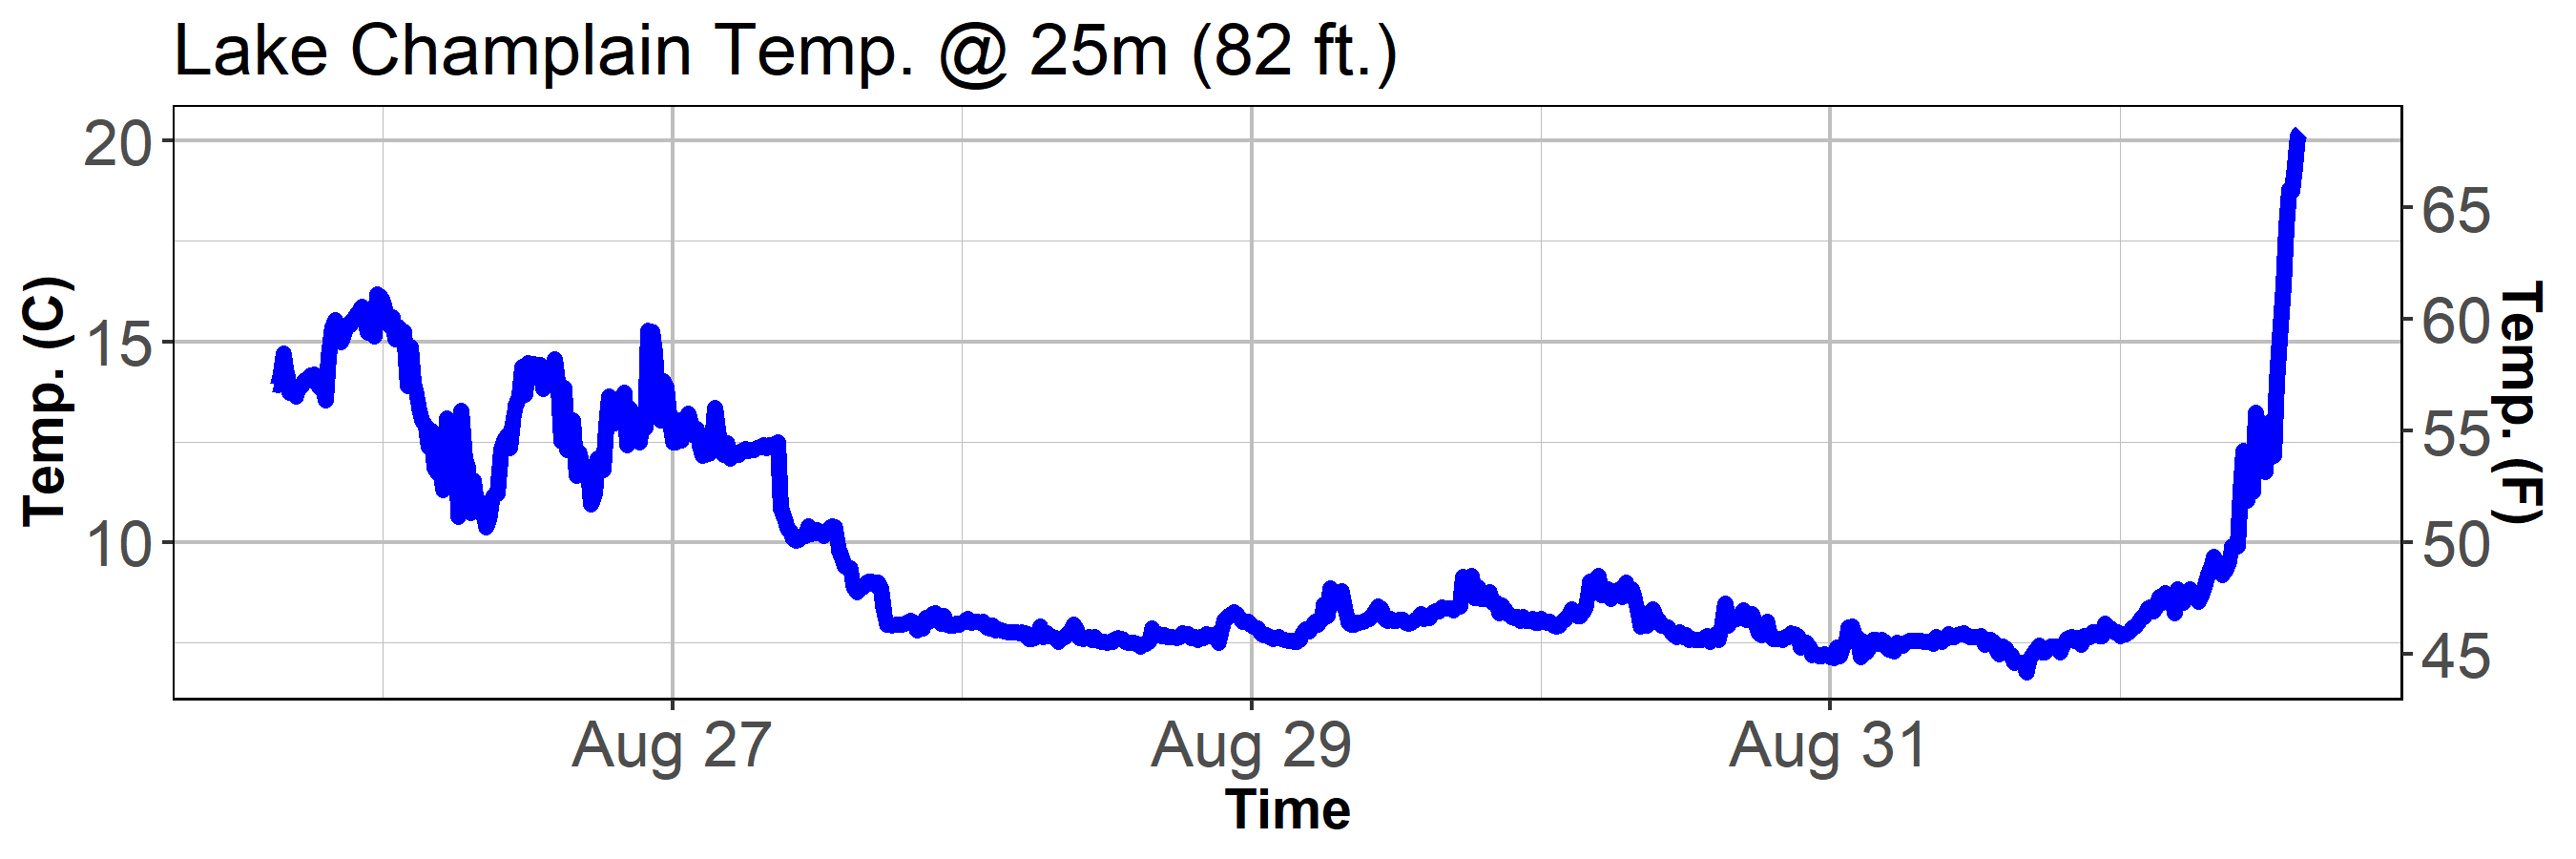 Lake Champlain Temp. @ 25m (82 ft.)
Temp. (C)
20
15
10
65
60
55
50
45
Temp. (F)
Aug 27
Aug 29
Aug 31
Time